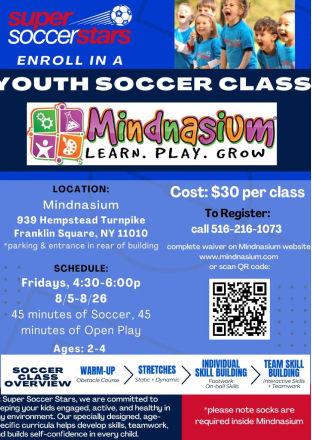 super
soccerstars
ENROLL IN A
YOUTH SOCCER CLASS
Mindnasium
LEARN. PLAY. GROW
LOCATION:
Mindnasium
939 Hempstead Turnpike
Franklin Square, NY 11010
*parking & entrance in rear of building
SCHEDULE:
Fridays, 4:30-6:00p
8/5-8/26
45 minutes of Soccer, 45
minutes of Open Play
Ages: 2-4
Cost: $30 per class
To Register:
call 516-216-1073
complete waiver on Mindnasium website
www.mindnasium.com
or scan QR code:
SOCCER
CLASS
OVERVIEW
WARM-UP
Obstacle Course
STRETCHES
Static + Dynamic
INDIVIDUAL
SKILL BUILDING
Footwork
On-ball Skills
TEAM SKILL
BUILDING
Interactive Skills
+ Teamwork
t Super Soccer Stars, we are committed to
eping your kids engaged, active, and healthy in
y environment. Our specially designed, age-
ecific curricula helps develop skills, teamwork,
nd builds self-confidence in every child.
*please note socks are
required inside Mindnasium